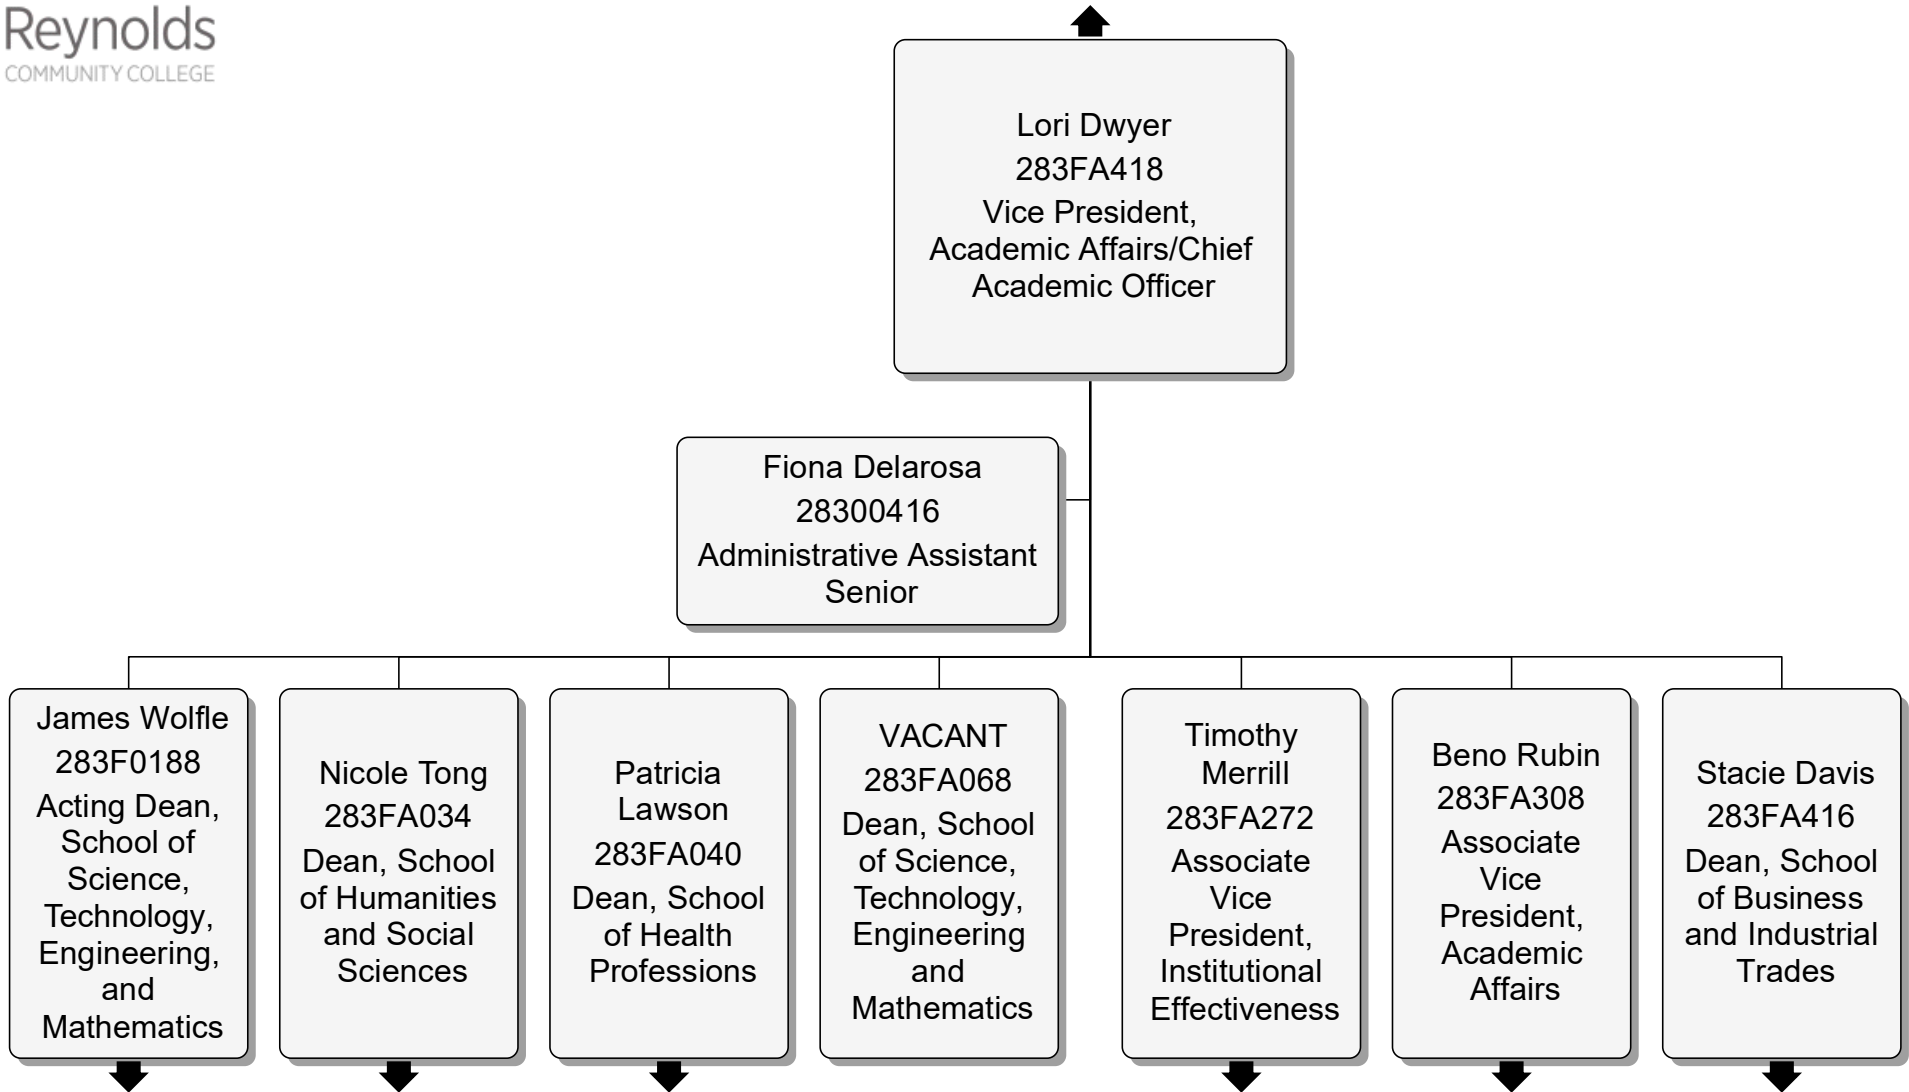 Reynolds
COMMUNITY COLLEGE
Lori Dwyer
283FA418
Vice President,
Academic Affairs/Chief
Academic Officer
Fiona Delarosa
28300416
Administrative Assistant
Senior
James Wolfle
283F0188
Acting Dean,
School of
Science,
Technology,
Engineering,
and
Mathematics
Nicole Tong
283FA034
Dean, School
of Humanities
and Social
Sciences
Patricia
Lawson
283FA040
Dean, School
of Health
Professions
VACANT
283FA068
Dean, School
of Science,
Technology,
Engineering
and
Mathematics
Timothy
Merrill
283FA272
Associate
Vice
President,
Institutional
Effectiveness
Beno Rubin
283FA308
Associate
Vice
President,
Academic
Affairs
Stacie Davis
283FA416
Dean, School
of Business
and Industrial
Trades